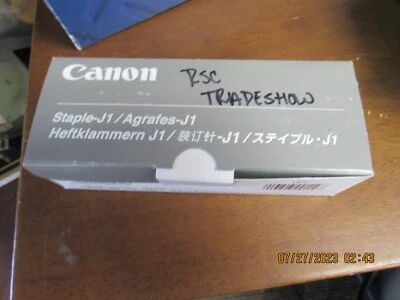 Canon
RSC
TRADESHOW
Staple-J1/Agrafes-J1
Heftklammern J1/装订针-J1/ステイプル・J1
07/27/2023 02:43